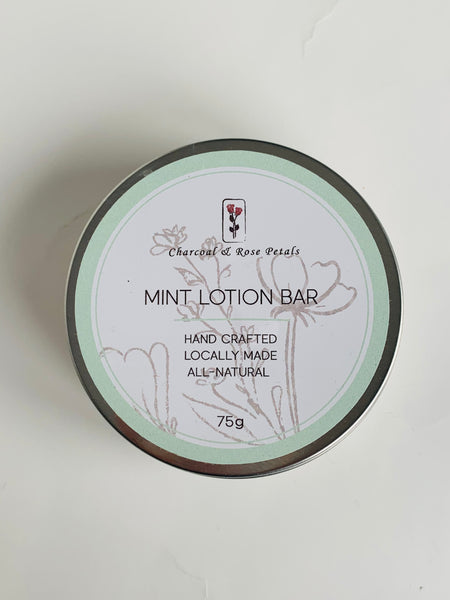 Charcoal & Rose Petals
MINT LOTION BAR
HAND CRAFTED
LOCALLY MADE
ALL-NATURAL
75g